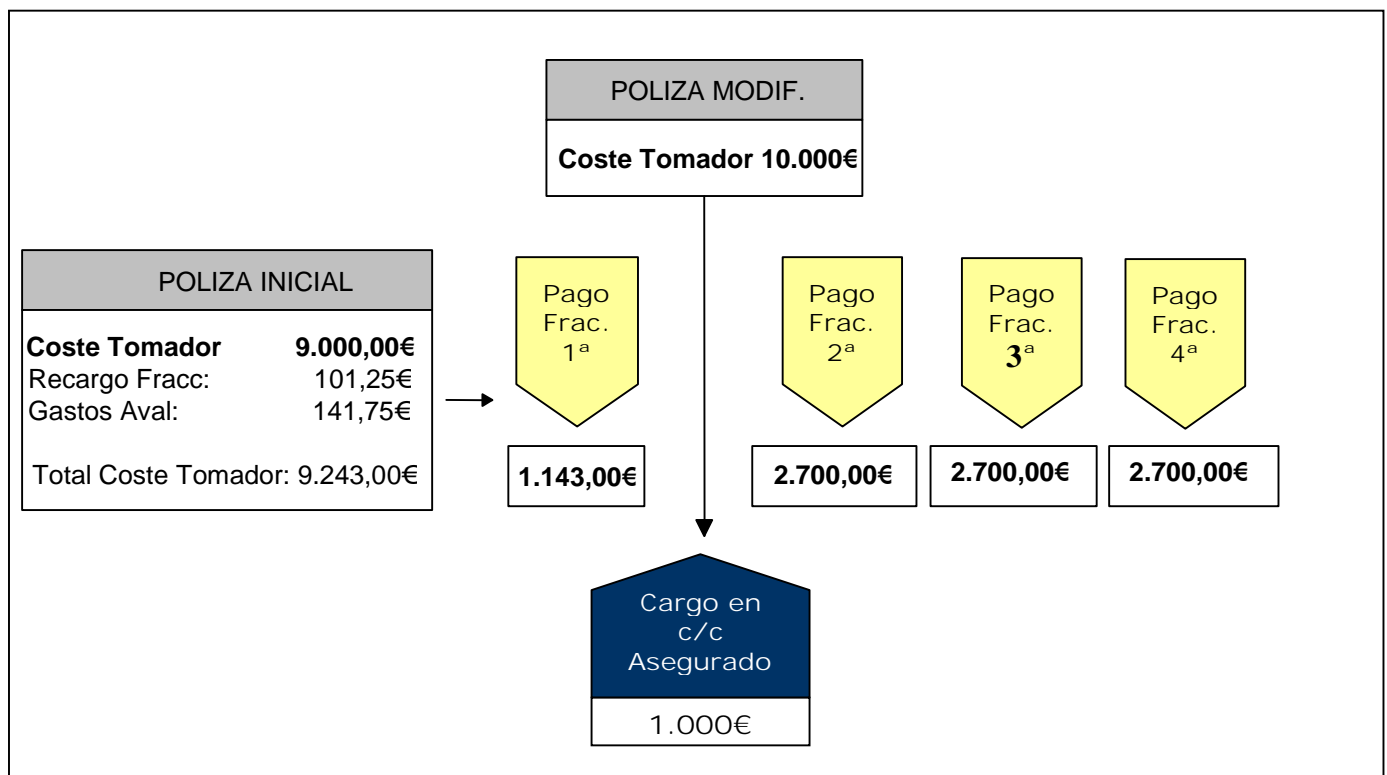 POLIZA MODIF.
Coste Tomador 10.000€
POLIZA INICIAL
Coste Tomador 9.000,00€
Recargo Fracc: 101,25€
Gastos Aval: 141,75€
Total Coste Tomador: 9.243,00€
Pago
Frac.
1ª
1.143,00€
Pago
Frac.
2ª
2.700,00€
Pago
Frac.
3ª
2.700,00€
Pago
Frac.
4ª
2.700,00€
Cargo en
c/c
Asegurado
1.000€